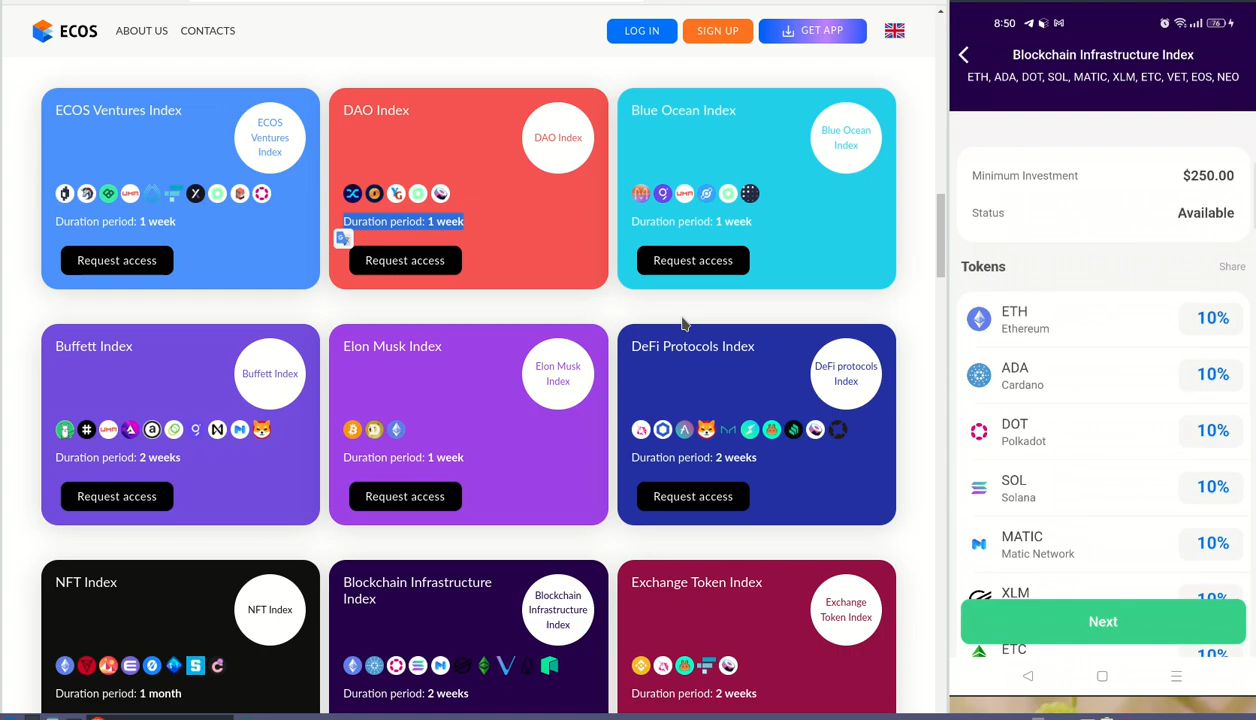 ECOS
ABOUT US
CONTACTS
LOG IN
SIGN UP
GET APP
ECOS Ventures Index
ECOS
Ventures
Index
Duration period: 1 week
Request access
DAO Index
DAO Index
Duration period: 1 week
Request access
Blue Ocean Index
Blue Ocean
Index
Duration period: 1 week
Request access
Buffett Index
Buffett Index
Duration period: 2 weeks
Request access
Elon Musk Index
Elon Musk
Index
Duration period: 1 week
Request access
DeFi Protocols Index
DeFi protocols
Index
Duration period: 2 weeks
Request access
NFT Index
NFT Index
Duration period: 1 month
Blockchain Infrastructure
Index
Blockchain
Infrastructure
Index
Duration period: 2 weeks
Exchange Token Index
Exchange
Token Index
Duration period: 2 weeks
8:50
76
Blockchain Infrastructure Index
ETH, ADA, DOT, SOL, MATIC, XLM, ETC, VET, EOS, NEO
Minimum Investment $250.00
Status Available
Tokens Share
ETH 10%
Ethereum
ADA 10%
Cardano
DOT 10%
Polkadot
SOL 10%
Solana
MATIC 10%
Matic Network
XLM 10%
Next
ETC 10%